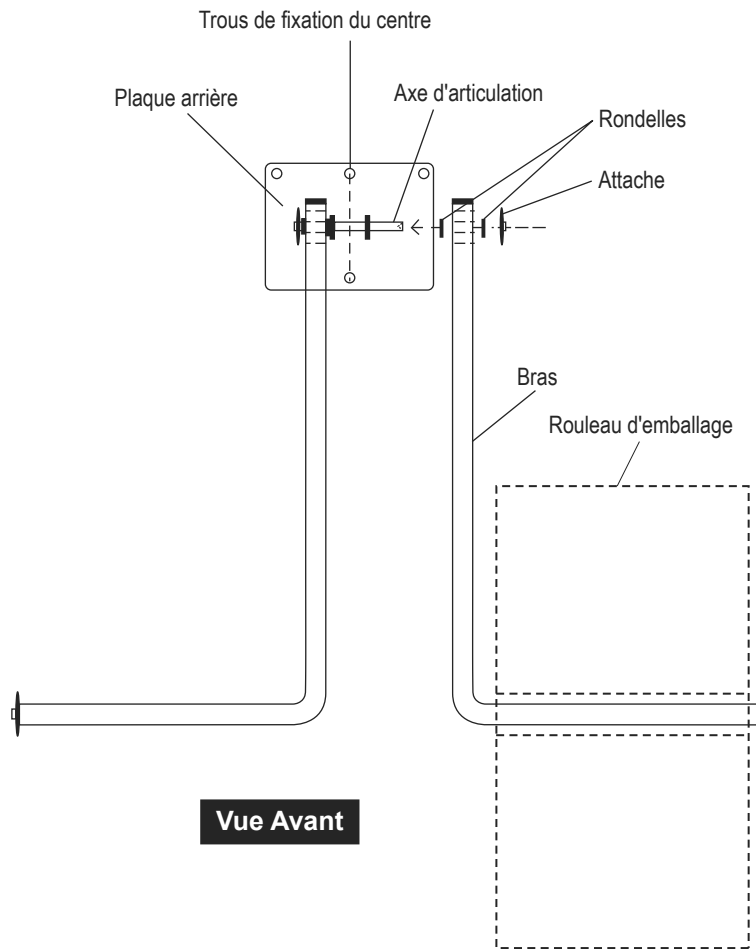 Trous de fixation du centre
Plaque arrière
Axe d'articulation
Rondelles
Attache
Bras
Rouleau d'emballage
Vue Avant